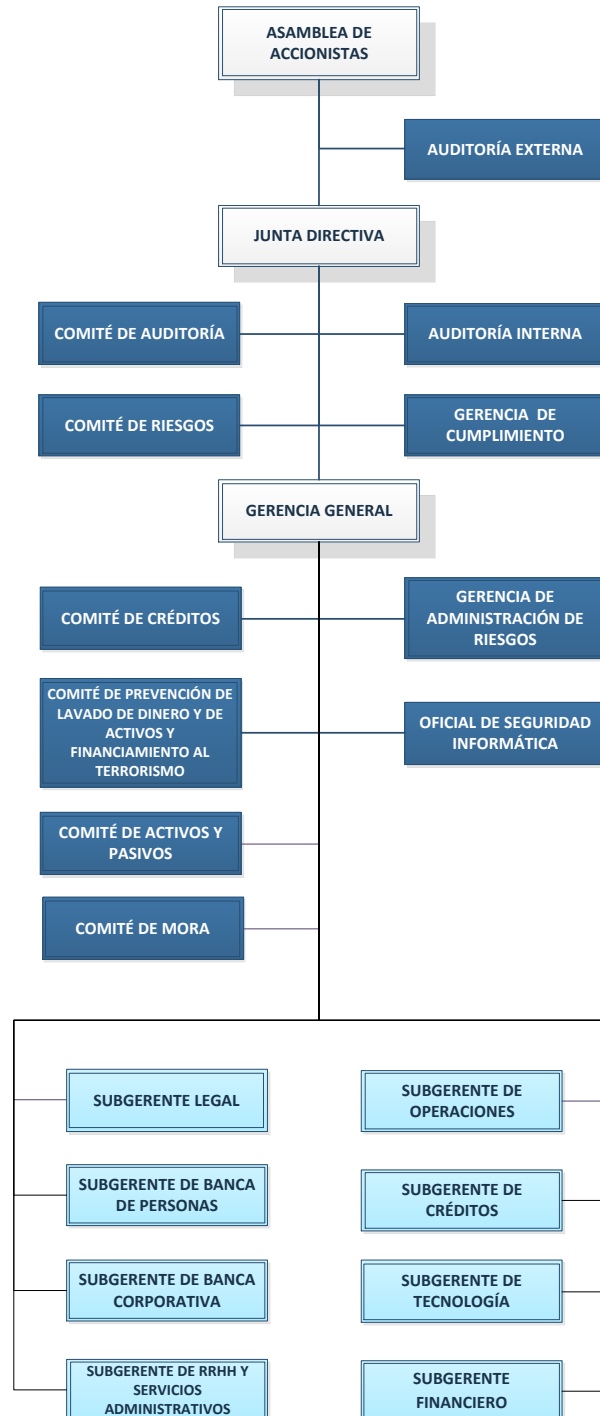 ASAMBLEA DE
ACCIONISTAS
AUDITORÍA EXTERNA
JUNTA DIRECTIVA
COMITÉ DE AUDITORÍA
AUDITORÍA INTERNA
COMITÉ DE RIESGOS
GERENCIA DE
CUMPLIMIENTO
GERENCIA GENERAL
COMITÉ DE CRÉDITOS
GERENCIA DE
ADMINISTRACIÓN DE
RIESGOS
COMITÉ DE PREVENCIÓN DE
LAVADO DE DINERO Y DE
ACTIVOS Y
FINANCIAMIENTO AL
TERRORISMO
OFICIAL DE SEGURIDAD
INFORMÁTICA
COMITÉ DE ACTIVOS Y
PASIVOS
COMITÉ DE MORA
SUBGERENTE LEGAL
SUBGERENTE DE
OPERACIONES
SUBGERENTE DE BANCA
DE PERSONAS
SUBGERENTE DE
CRÉDITOS
SUBGERENTE DE BANCA
CORPORATIVA
SUBGERENTE DE
TECNOLOGÍA
SUBGERENTE DE RRHH Y
SERVICIOS
ADMINISTRATIVOS
SUBGERENTE
FINANCIERO